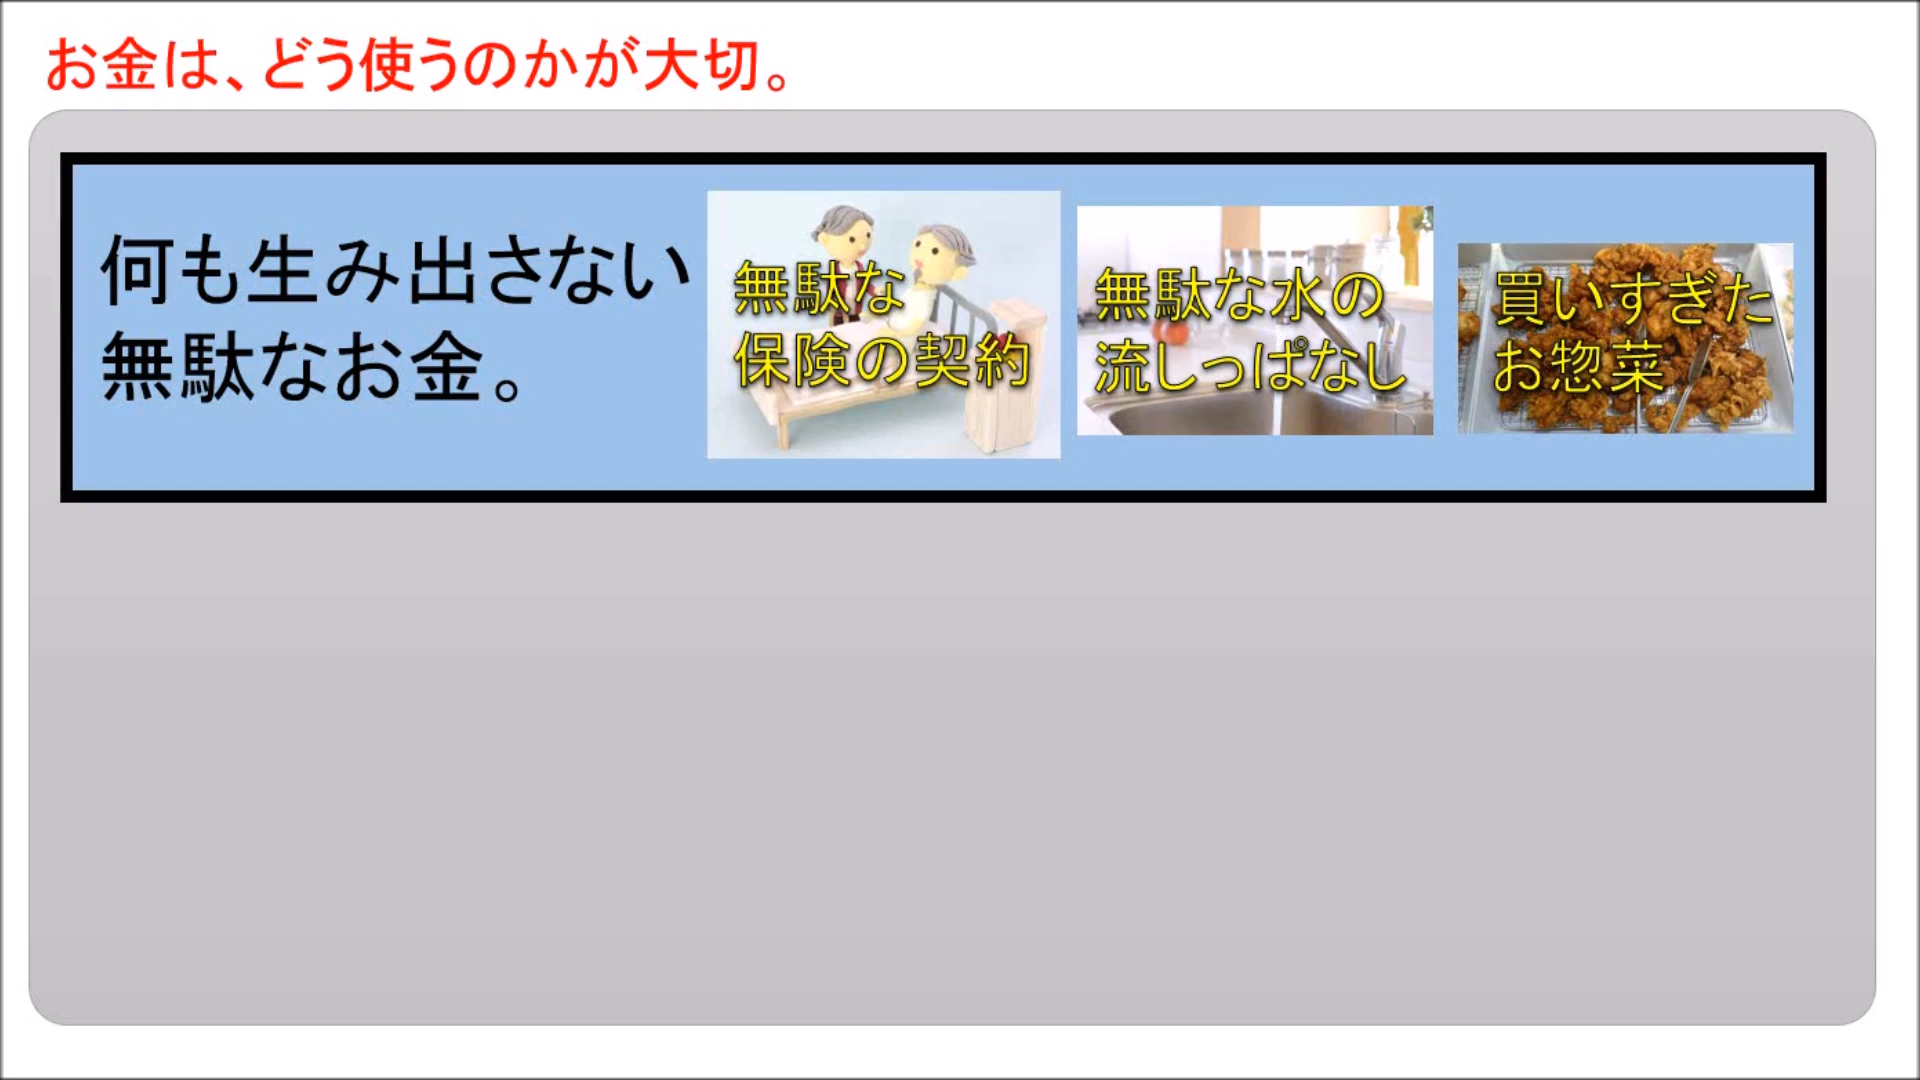 お金は、どう使うのかが大切。
何も生み出さない
無駄なお金。
無駄な
保険の契約
無駄な水の
流しっぱなし
買いすぎた
お惣菜